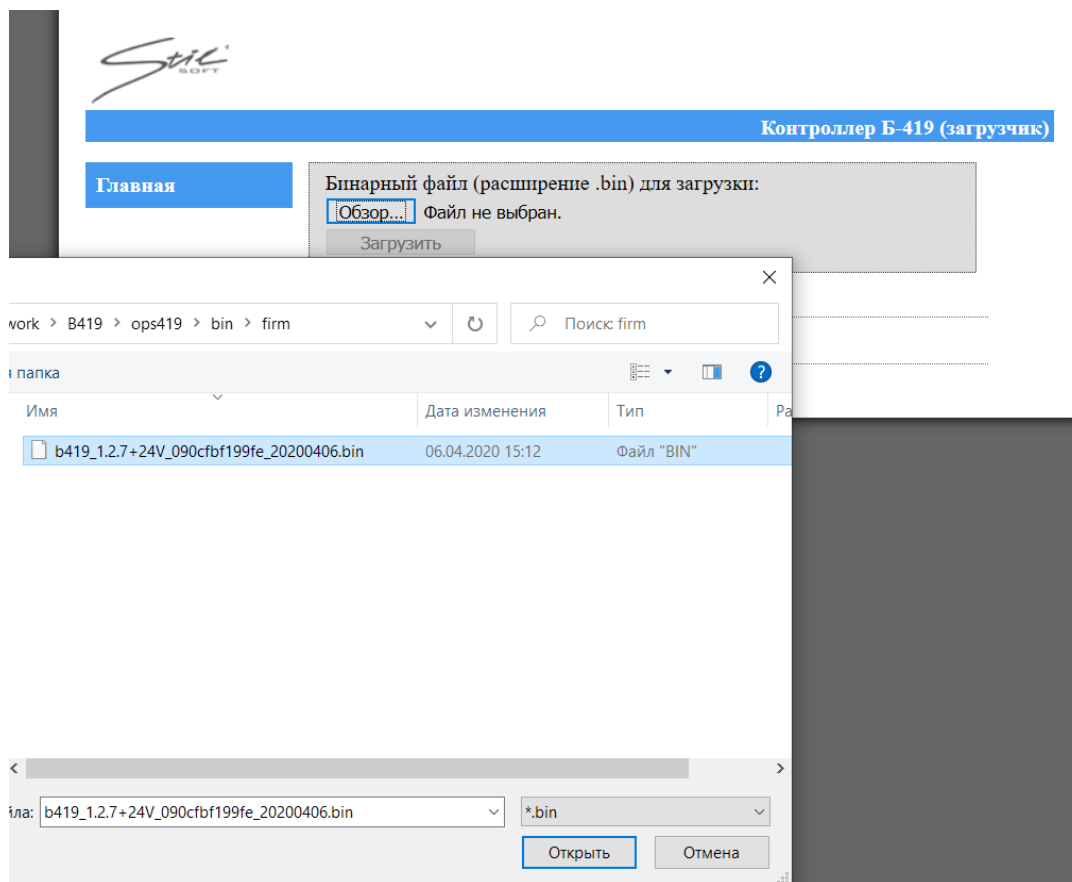 Stil'
SOFT
Контроллер Б-419 (загрузчик)
Главная
Бинарный файл (расширение .bin) для загрузки:
Обзор... Файл не выбран.
Загрузить
work > B419 > ops419 > bin > firm
Поиск: firm
я папка
?
Имя Дата изменения Тип Ра
b419_1.2.7+24V_090cfbf199fe_20200406.bin 06.04.2020 15:12 Файл "BIN"
йла: b419_1.2.7+24V_090cfbf199fe_20200406.bin *.bin
Открыть Отмена